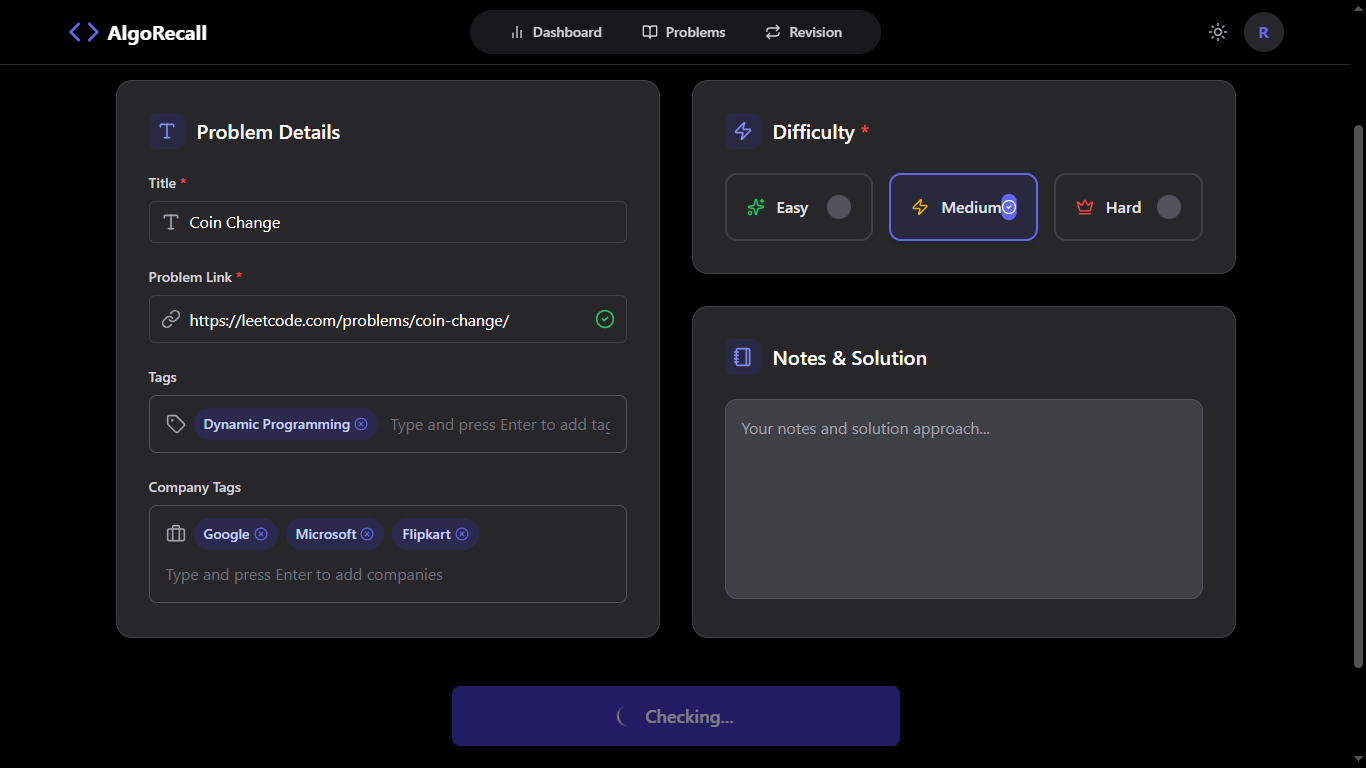 AlgoRecall
Dashboard
Problems
Revision
R
Problem Details
Title *
Coin Change
Problem Link *
https://leetcode.com/problems/coin-change/
Tags
Dynamic Programming
Type and press Enter to add tag
Company Tags
Google
Microsoft
Flipkart
Type and press Enter to add companies
Difficulty *
Easy
Medium
Hard
Notes & Solution
Your notes and solution approach...
Checking...